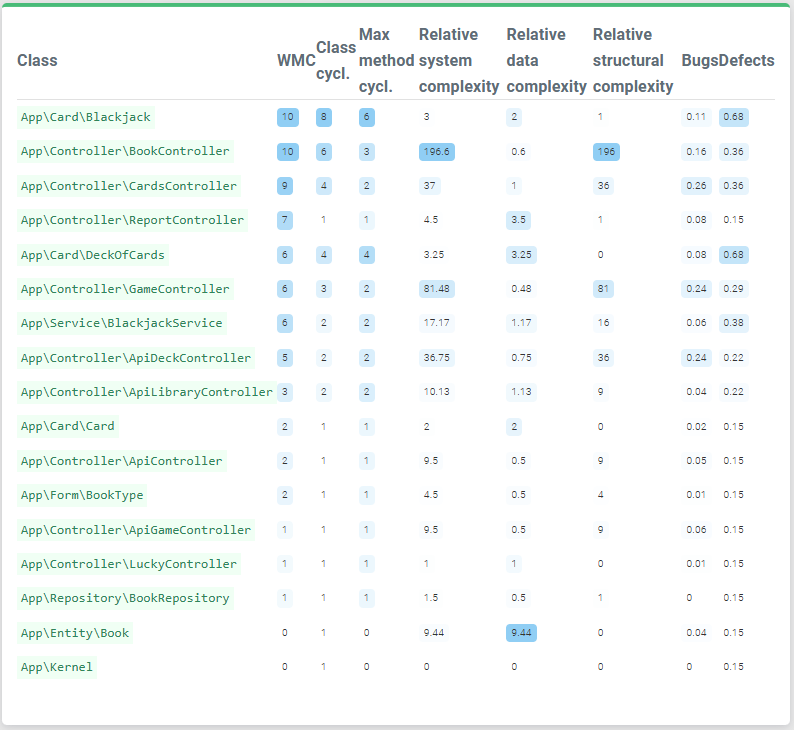 Class WMC Class cycl. Max method cycl. Relative system complexity Relative data complexity Relative structural complexity Bugs Defects
App\Card\Blackjack 10 8 6 3 2 1 0.11 0.68
App\Controller\BookController 10 6 3 196.6 0.6 196 0.16 0.36
App\Controller\CardsController 9 4 2 37 1 36 0.26 0.36
App\Controller\ReportController 7 1 1 4.5 3.5 1 0.08 0.15
App\Card\DeckOfCards 6 4 4 3.25 3.25 0 0.08 0.68
App\Controller\GameController 6 3 2 81.48 0.48 81 0.24 0.29
App\Service\BlackjackService 6 2 2 17.17 1.17 16 0.06 0.38
App\Controller\ApiDeckController 5 2 2 36.75 0.75 36 0.24 0.22
App\Controller\ApiLibraryController 3 2 2 10.13 1.13 9 0.04 0.22
App\Card\Card 2 1 1 2 2 0 0.02 0.15
App\Controller\ApiController 2 1 1 9.5 0.5 9 0.05 0.15
App\Form\BookType 2 1 1 4.5 0.5 4 0.01 0.15
App\Controller\ApiGameController 1 1 1 9.5 0.5 9 0.06 0.15
App\Controller\LuckyController 1 1 1 1 1 0 0.01 0.15
App\Repository\BookRepository 1 1 1 1.5 0.5 1 0 0.15
App\Entity\Book 0 1 0 9.44 9.44 0 0.04 0.15
App\Kernel 0 1 0 0 0 0 0 0.15